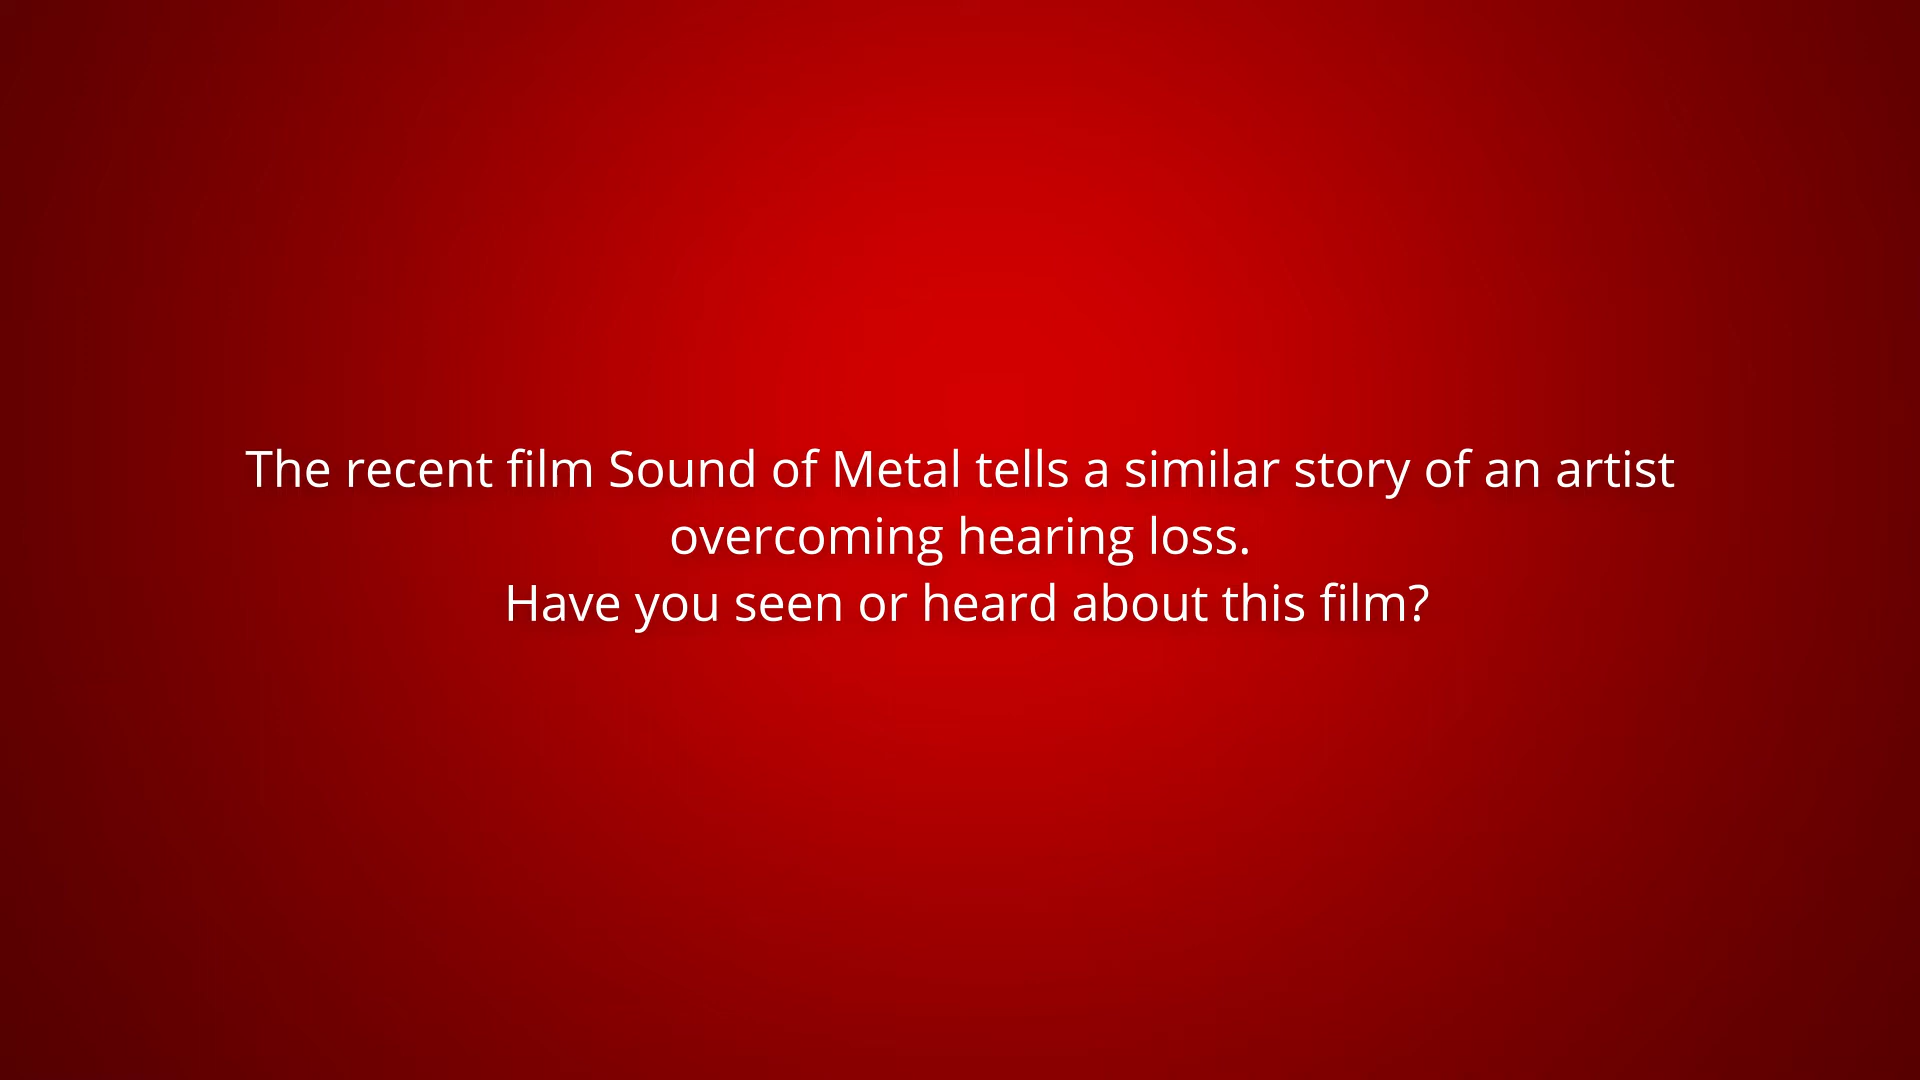 The recent film Sound of Metal tells a similar story of an artist
overcoming hearing loss.
Have you seen or heard about this film?